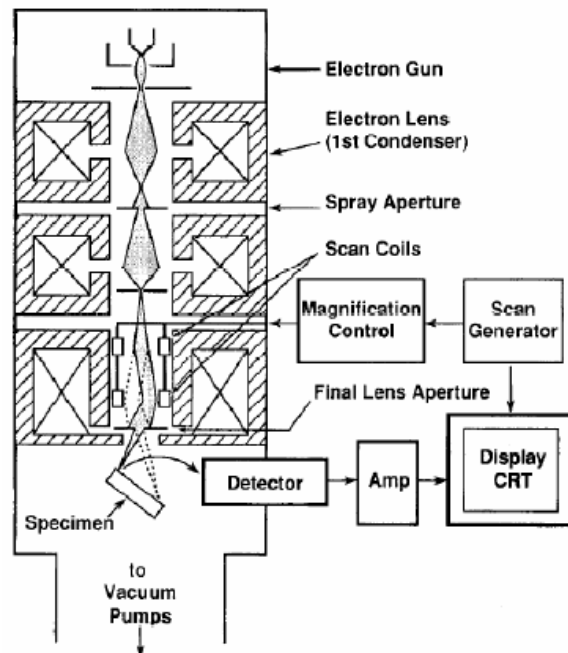 Electron Gun
Electron Lens
(1st Condenser)
Spray Aperture
Scan Coils
Magnification
Control
Scan
Generator
Final Lens Aperture
Detector
Amp
Display
CRT
Specimen
to
Vacuum
Pumps